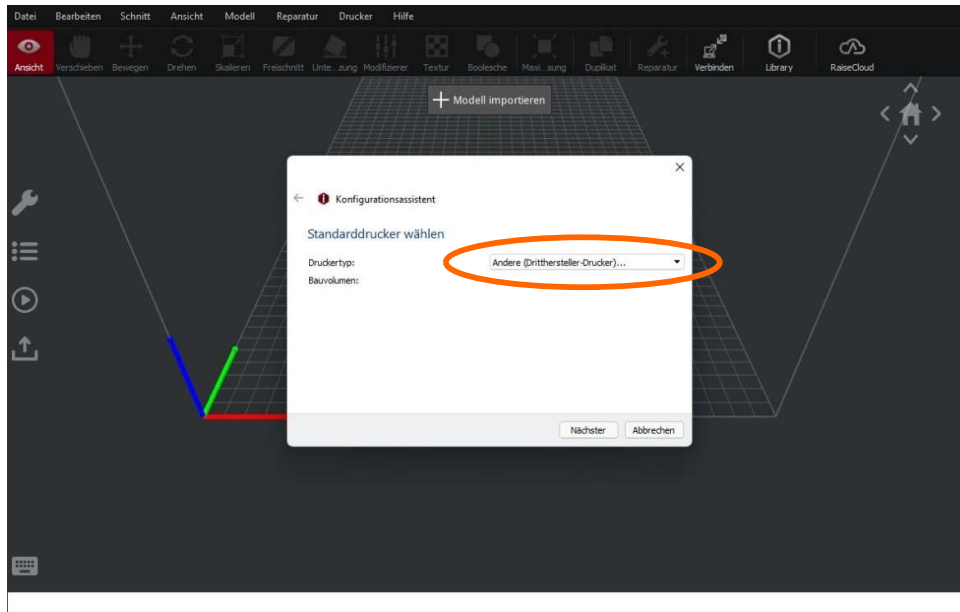 Datei Bearbeiten Schnitt Ansicht Modell Reparatur Drucker Hilfe
Ansicht Verschieben Bewegen Drehen Skalieren Freischnitt Unte...zung Modifizierer Textur Boolesche Maxi...sung Duplikat Reparatur Verbinden Library RaiseCloud
Modell importieren
Konfigurationsassistent
Standarddrucker wählen
Druckertyp: Andere (Dritthersteller-Drucker)...
Bauvolumen:
Nächster Abbrechen